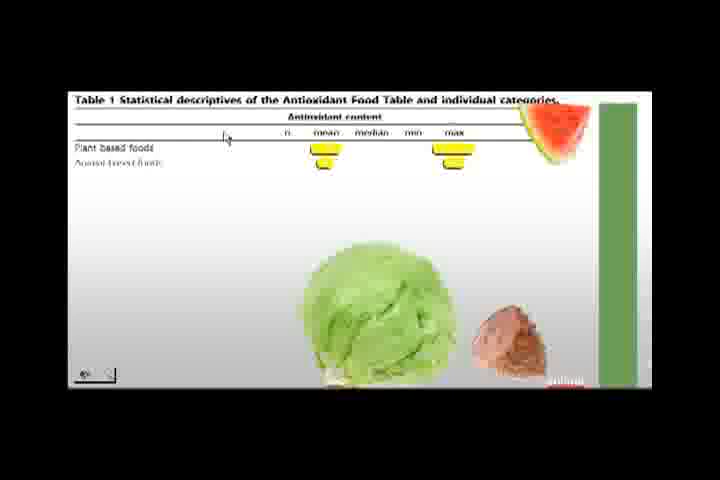 Table 1 Statistical descriptives of the Antioxidant Food Table and individual categories.
Antioxidant content
n mean median min max
Plant based foods
Animal based foods